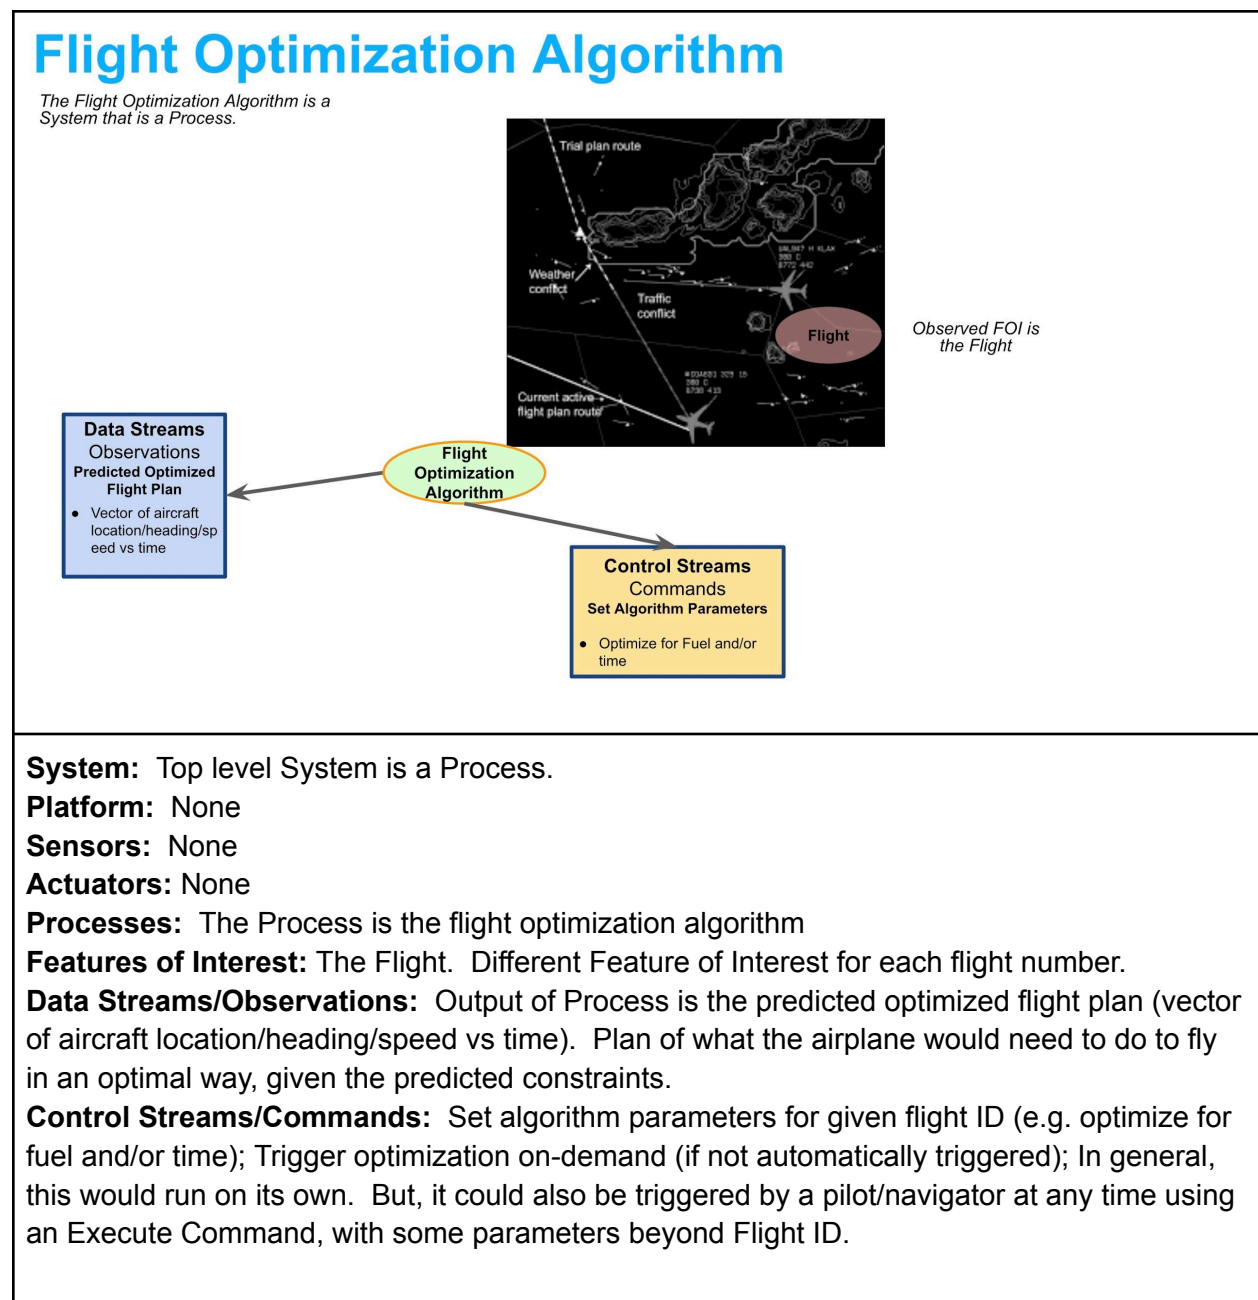 Flight Optimization Algorithm
The Flight Optimization Algorithm is a
System that is a Process.
Trial plan route
Weather
conflict
Traffic
conflict
Flight
Observed FOI is
the Flight
Current active
flight plan route
Data Streams
Observations
Predicted Optimized
Flight Plan
● Vector of aircraft
location/heading/sp
eed vs time
Flight
Optimization
Algorithm
Control Streams
Commands
Set Algorithm Parameters
● Optimize for Fuel and/or
time
System: Top level System is a Process.
Platform: None
Sensors: None
Actuators: None
Processes: The Process is the flight optimization algorithm
Features of Interest: The Flight. Different Feature of Interest for each flight number.
Data Streams/Observations: Output of Process is the predicted optimized flight plan (vector
of aircraft location/heading/speed vs time). Plan of what the airplane would need to do to fly
in an optimal way, given the predicted constraints.
Control Streams/Commands: Set algorithm parameters for given flight ID (e.g. optimize for
fuel and/or time); Trigger optimization on-demand (if not automatically triggered); In general,
this would run on its own. But, it could also be triggered by a pilot/navigator at any time using
an Execute Command, with some parameters beyond Flight ID.